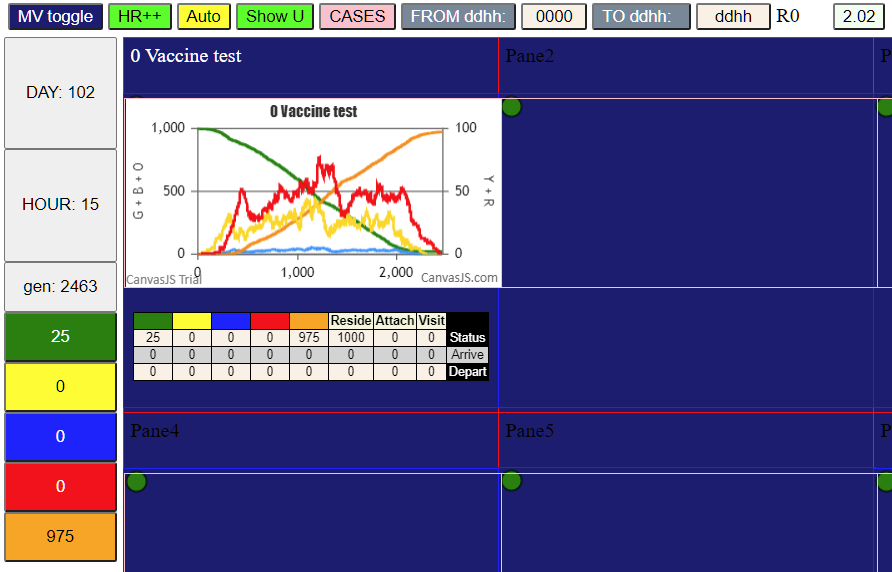 MV toggle HR++ Auto Show U CASES FROM ddhh: 0000 TO ddhh: ddhh R0 2.02
DAY: 102
HOUR: 15
gen: 2463
25
0
0
0
975
0 Vaccine test
Pane2
P
0 Vaccine test
1,000 100
500 50
0 0
G + B + O
Y + R
0 1,000 2,000
CanvasJS Trial CanvasJS.com
Reside Attach Visit
25 0 0 0 975 1000 0 0 Status
0 0 0 0 0 0 0 0 Arrive
0 0 0 0 0 0 0 0 Depart
Pane4
Pane5
P